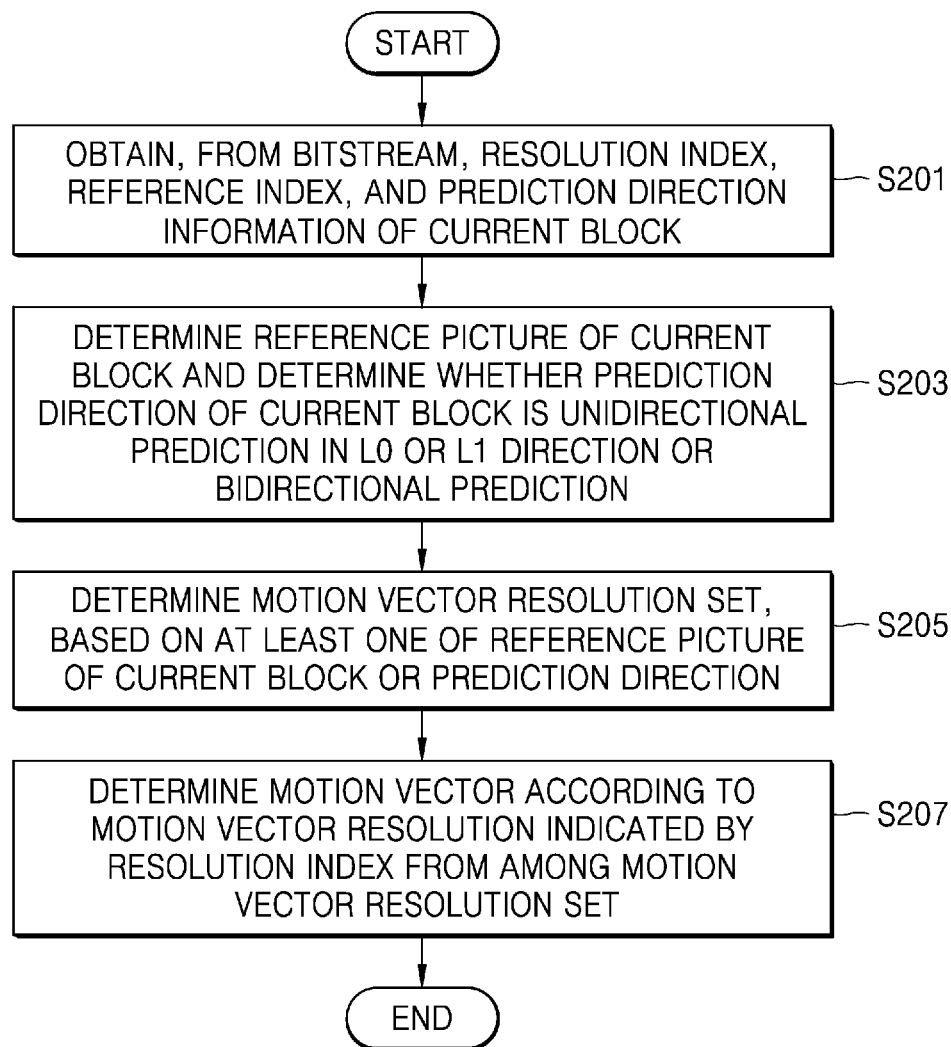 START
OBTAIN, FROM BITSTREAM, RESOLUTION INDEX,
REFERENCE INDEX, AND PREDICTION DIRECTION
INFORMATION OF CURRENT BLOCK
S201
DETERMINE REFERENCE PICTURE OF CURRENT
BLOCK AND DETERMINE WHETHER PREDICTION
DIRECTION OF CURRENT BLOCK IS UNIDIRECTIONAL
PREDICTION IN L0 OR L1 DIRECTION OR
BIDIRECTIONAL PREDICTION
S203
DETERMINE MOTION VECTOR RESOLUTION SET,
BASED ON AT LEAST ONE OF REFERENCE PICTURE
OF CURRENT BLOCK OR PREDICTION DIRECTION
S205
DETERMINE MOTION VECTOR ACCORDING TO
MOTION VECTOR RESOLUTION INDICATED BY
RESOLUTION INDEX FROM AMONG MOTION
VECTOR RESOLUTION SET
S207
END